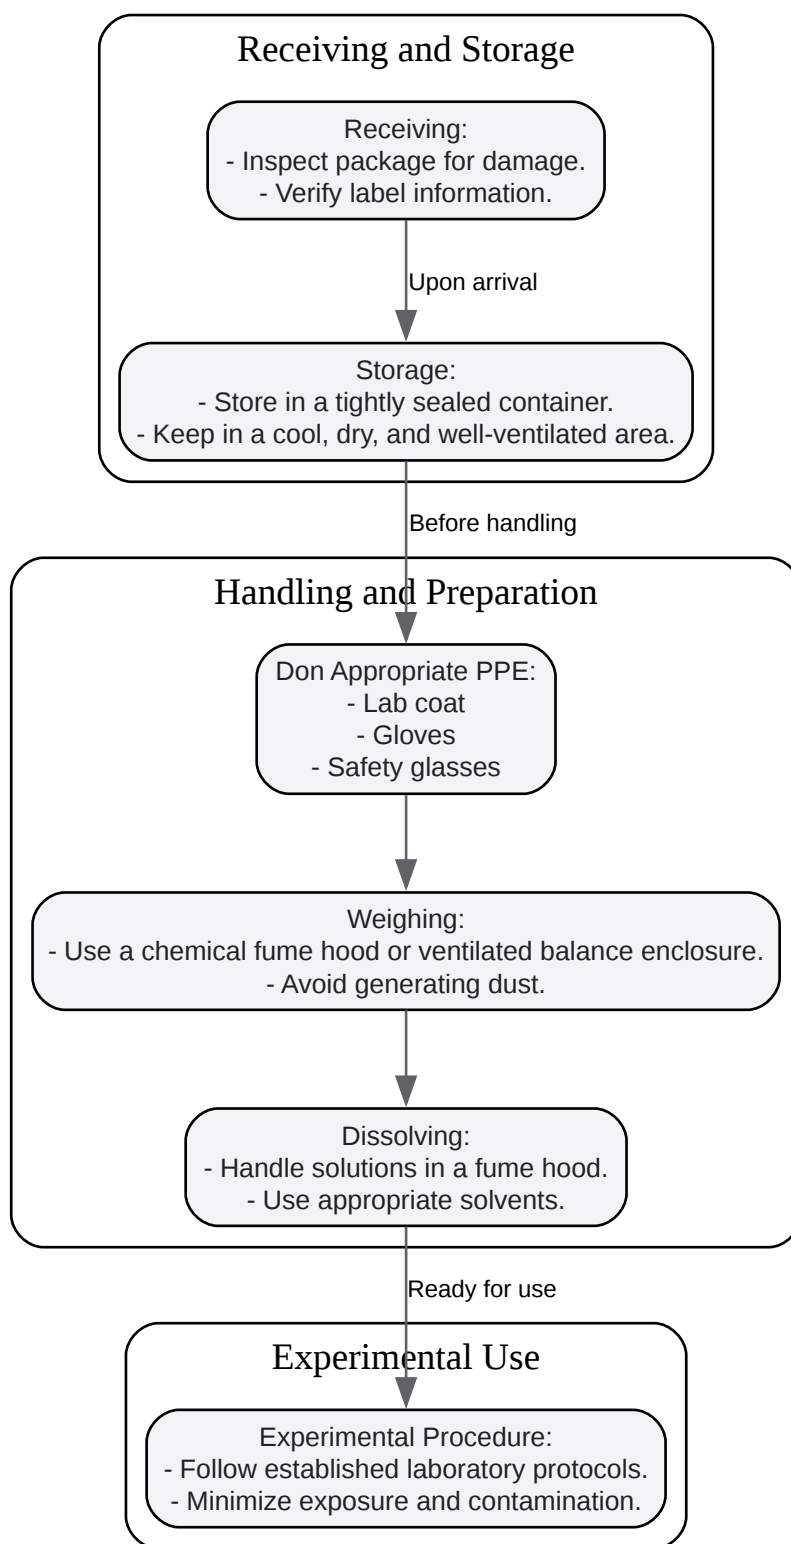 Receiving and Storage
Receiving:
- Inspect package for damage.
- Verify label information.
Upon arrival
Storage:
- Store in a tightly sealed container.
- Keep in a cool, dry, and well-ventilated area.
Before handling
Handling and Preparation
Don Appropriate PPE:
- Lab coat
- Gloves
- Safety glasses
Weighing:
- Use a chemical fume hood or ventilated balance enclosure.
- Avoid generating dust.
Dissolving:
- Handle solutions in a fume hood.
- Use appropriate solvents.
Ready for use
Experimental Use
Experimental Procedure:
- Follow established laboratory protocols.
- Minimize exposure and contamination.